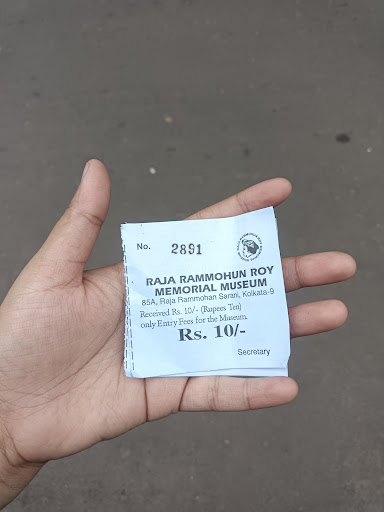 No. 2891
RAJA RAMMOHUN ROY
MEMORIAL MUSEUM
85A, Raja Rammohan Sarani, Kolkata-9
Received Rs. 10/- (Rupees Ten)
only Entry Fees for the Museum.
Rs. 10/-
Secretary